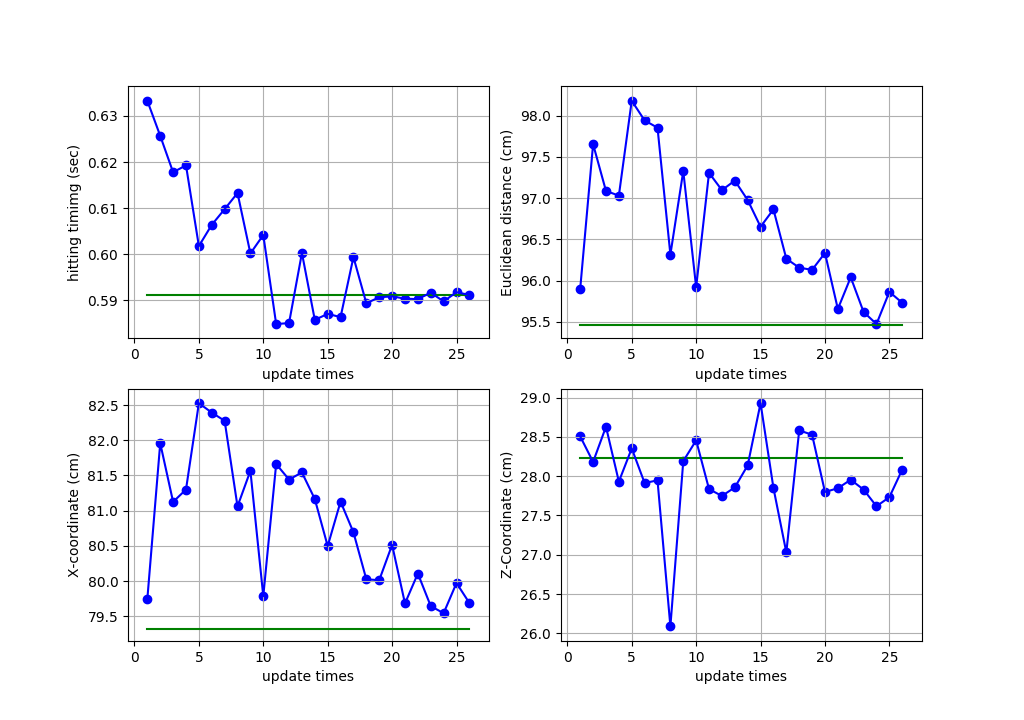 0.63
0.62
0.61
0.60
0.59
hitting timimg (sec)
0 5 10 15 20 25
update times
98.0
97.5
97.0
96.5
96.0
95.5
Euclidean distance (cm)
0 5 10 15 20 25
update times
82.5
82.0
81.5
81.0
80.5
80.0
79.5
X-coordinate (cm)
0 5 10 15 20 25
update times
29.0
28.5
28.0
27.5
27.0
26.5
26.0
Z-Coordinate (cm)
0 5 10 15 20 25
update times